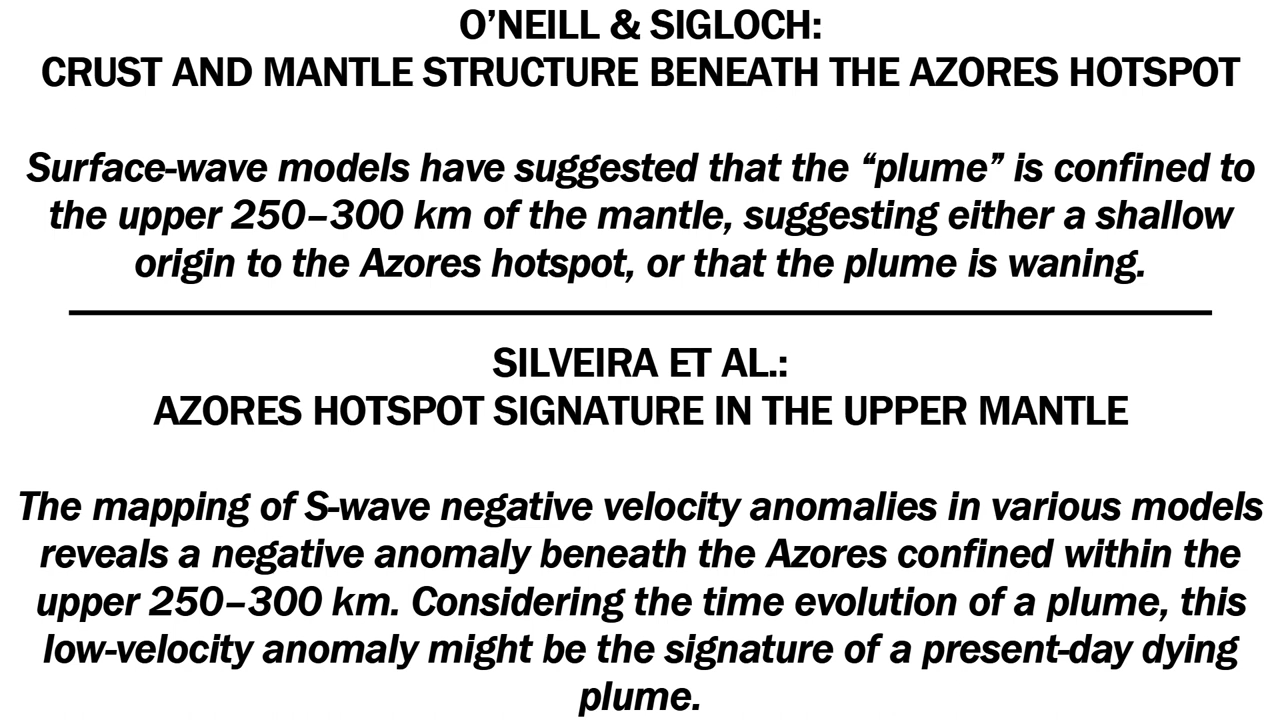 O’NEILL & SIGLOCH:
CRUST AND MANTLE STRUCTURE BENEATH THE AZORES HOTSPOT
Surface-wave models have suggested that the “plume” is confined to
the upper 250–300 km of the mantle, suggesting either a shallow
origin to the Azores hotspot, or that the plume is waning.
SILVEIRA ET AL.:
AZORES HOTSPOT SIGNATURE IN THE UPPER MANTLE
The mapping of S-wave negative velocity anomalies in various models
reveals a negative anomaly beneath the Azores confined within the
upper 250–300 km. Considering the time evolution of a plume, this
low-velocity anomaly might be the signature of a present-day dying
plume.